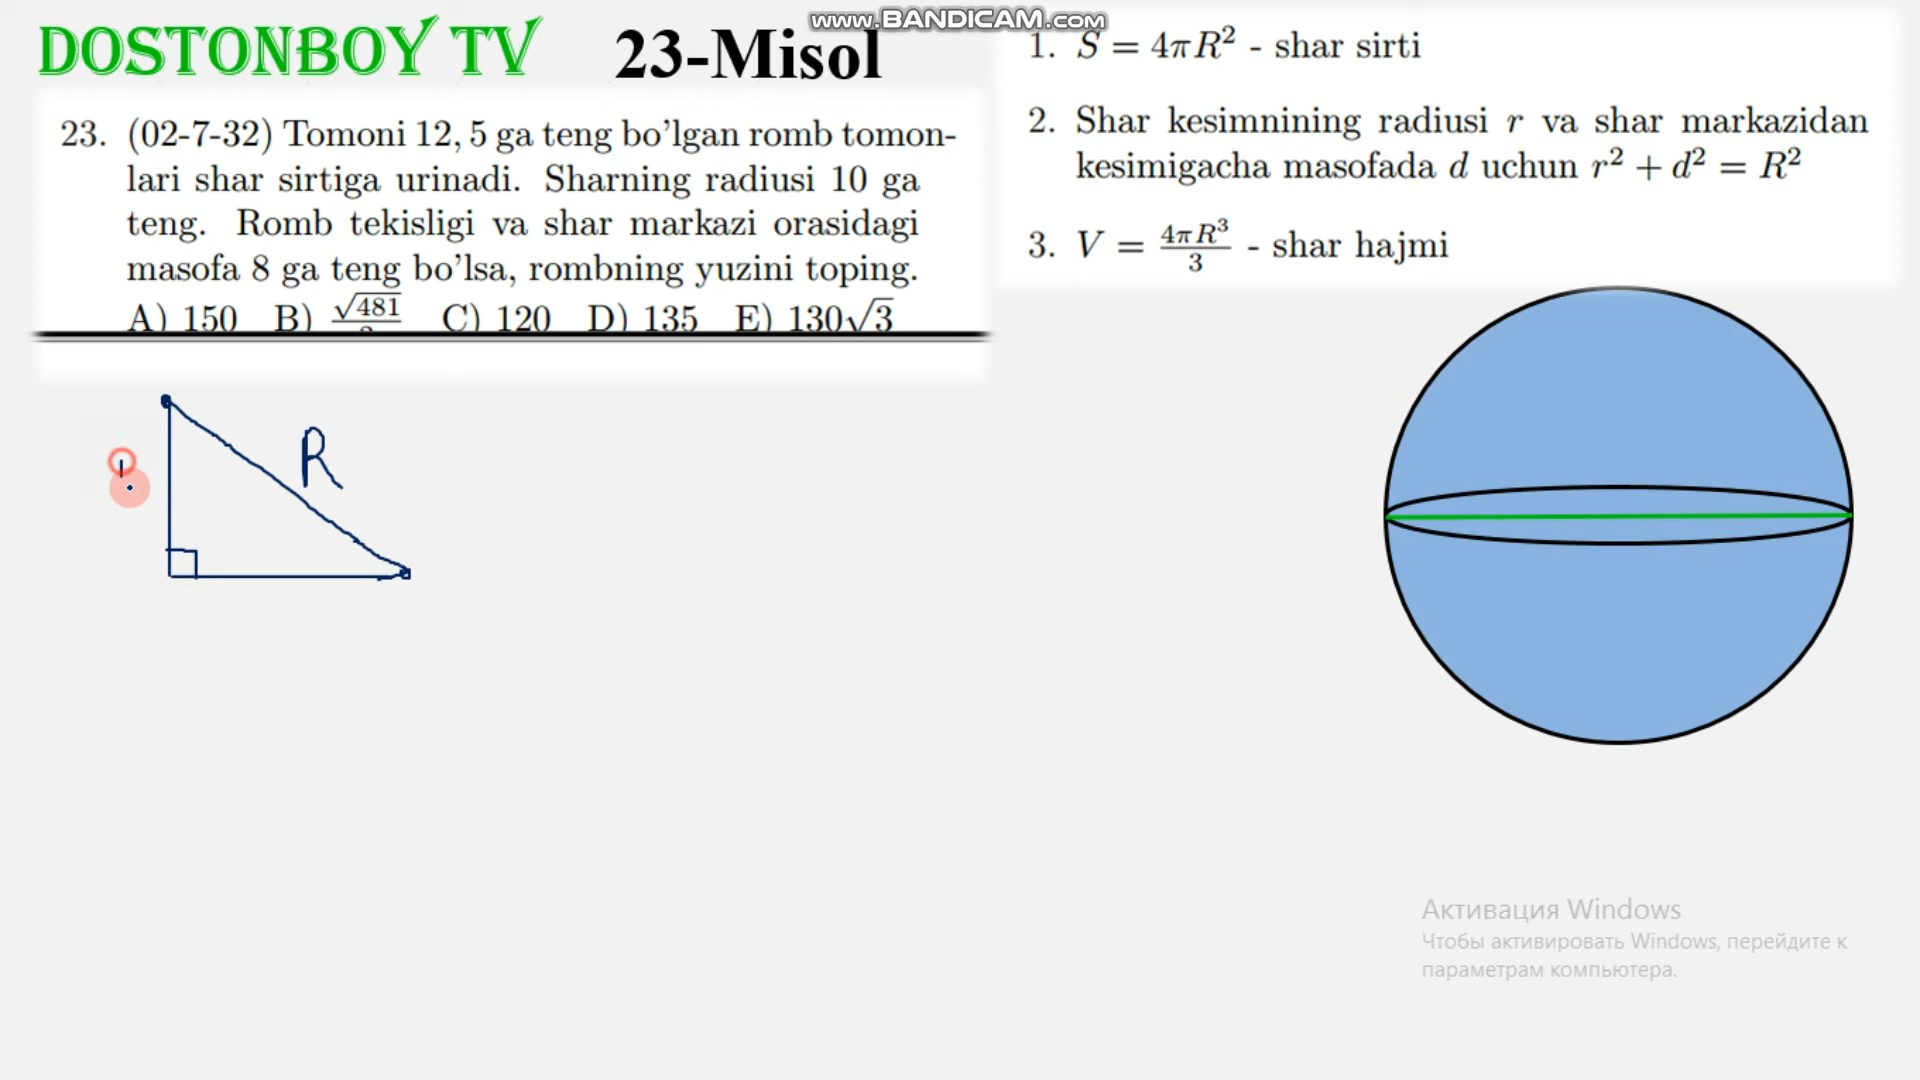 www.BANDICAM.com
DOSTONBOY TV
23-Misol
23. (02-7-32) Tomoni 12, 5 ga teng bo'lgan romb tomon-
lari shar sirtiga urinadi. Sharning radiusi 10 ga
teng. Romb tekisligi va shar markazi orasidagi
masofa 8 ga teng bo'lsa, rombning yuzini toping.
A) 150 B) √481 C) 120 D) 135 E) 130√3
1. S = 4πR² - shar sirti
2. Shar kesimnining radiusi r va shar markazidan
kesimigacha masofada d uchun r² + d² = R²
3. V = 4πR³/3 - shar hajmi
R
Активация Windows
Чтобы активировать Windows, перейдите к
параметрам компьютера.